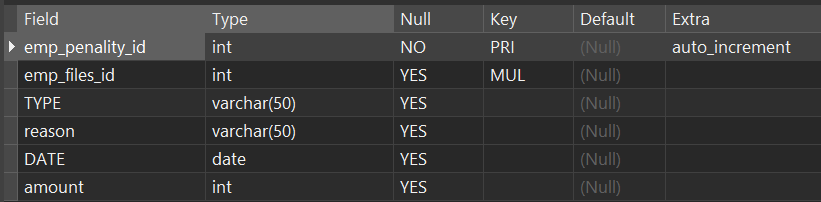 Field Type Null Key Default Extra
emp_penality_id int NO PRI (Null) auto_increment
emp_files_id int YES MUL (Null)
TYPE varchar(50) YES (Null)
reason varchar(50) YES (Null)
DATE date YES (Null)
amount int YES (Null)